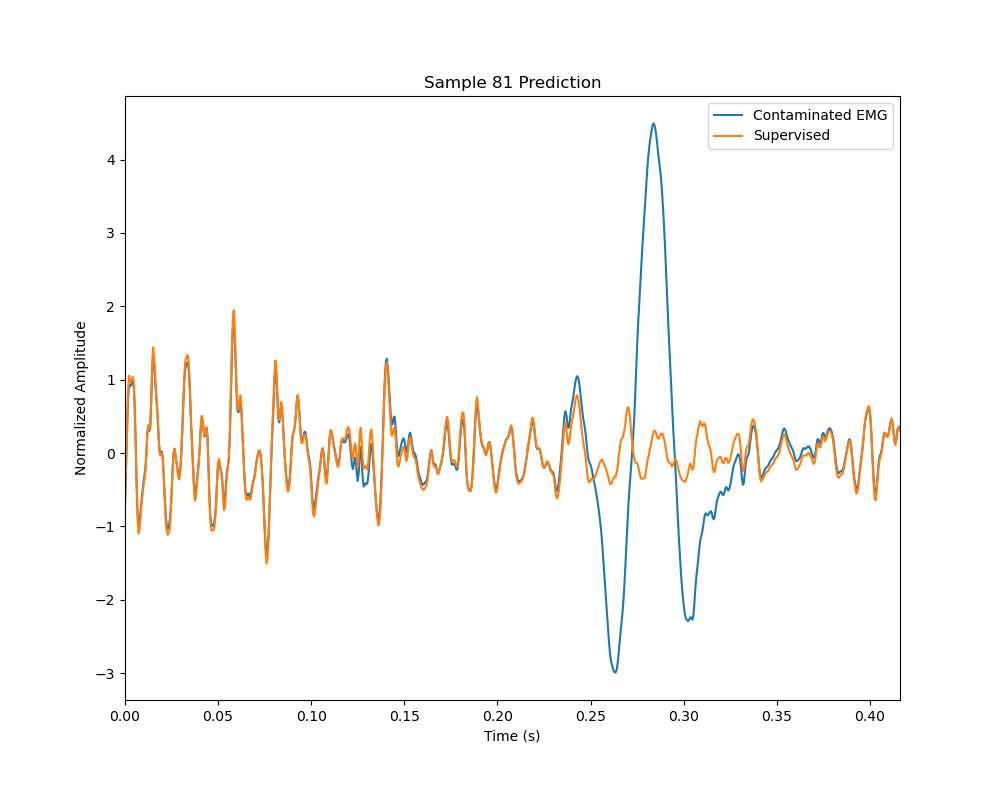 Sample 81 Prediction
Contaminated EMG
Supervised
Normalized Amplitude
4
3
2
1
0
−1
−2
−3
0.00 0.05 0.10 0.15 0.20 0.25 0.30 0.35 0.40
Time (s)